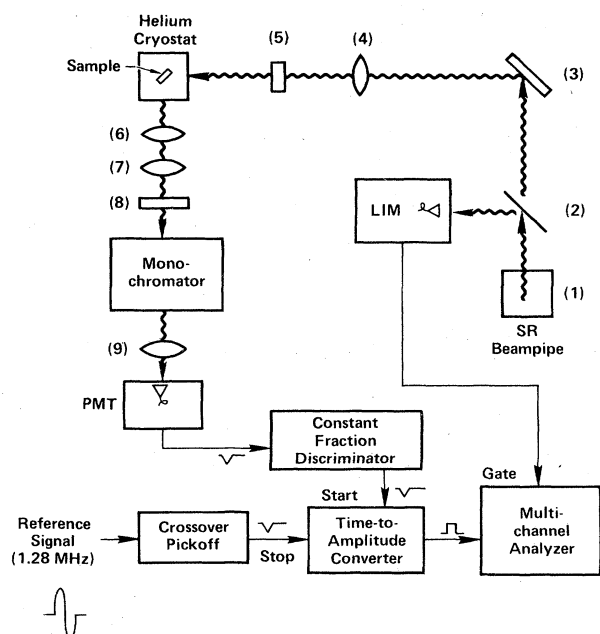 Helium
Cryostat
Sample
(5)
(4)
(3)
(6)
(7)
(8)
LIM
(2)
Mono-
chromator
(1)
SR
Beampipe
(9)
PMT
Constant
Fraction
Discriminator
Gate
Start
Reference
Signal
(1.28 MHz)
Crossover
Pickoff
Stop
Time-to-
Amplitude
Converter
Multi-
channel
Analyzer